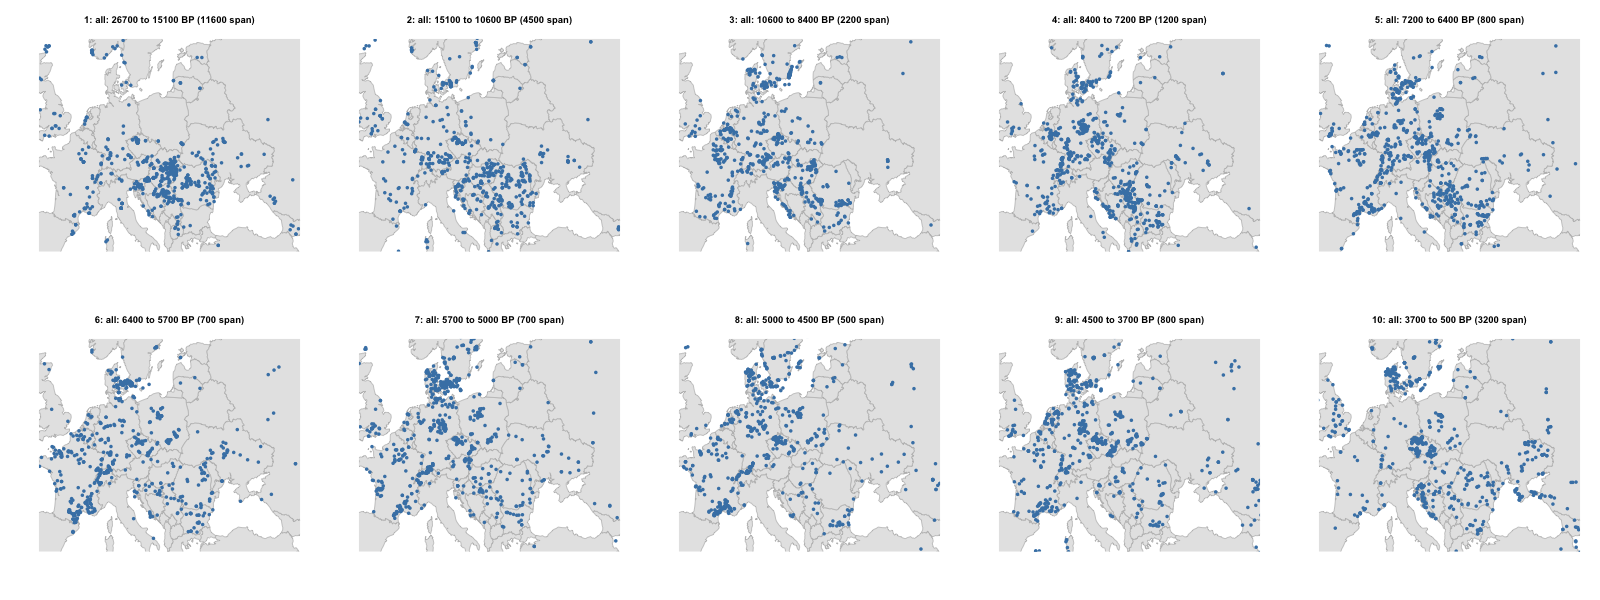 1: all: 26700 to 15100 BP (11600 span)
2: all: 15100 to 10600 BP (4500 span)
3: all: 10600 to 8400 BP (2200 span)
4: all: 8400 to 7200 BP (1200 span)
5: all: 7200 to 6400 BP (800 span)
6: all: 6400 to 5700 BP (700 span)
7: all: 5700 to 5000 BP (700 span)
8: all: 5000 to 4500 BP (500 span)
9: all: 4500 to 3700 BP (800 span)
10: all: 3700 to 500 BP (3200 span)